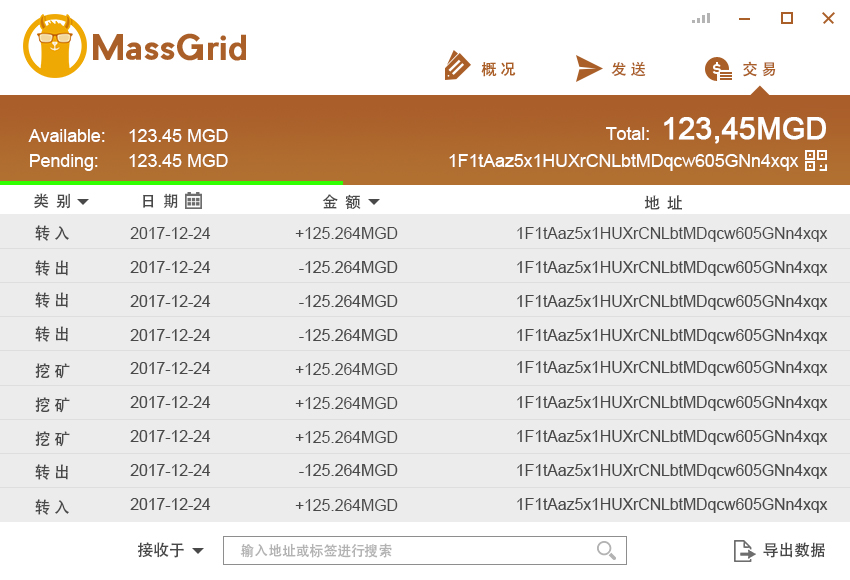 MassGrid
概况 发送 交易
Available: 123.45 MGD Total: 123,45MGD
Pending: 123.45 MGD 1F1tAaz5x1HUXrCNLbtMDqcw605GNn4xqx
类别 日期 金额 地址
转入 2017-12-24 +125.264MGD 1F1tAaz5x1HUXrCNLbtMDqcw605GNn4xqx
转出 2017-12-24 -125.264MGD 1F1tAaz5x1HUXrCNLbtMDqcw605GNn4xqx
转出 2017-12-24 -125.264MGD 1F1tAaz5x1HUXrCNLbtMDqcw605GNn4xqx
转出 2017-12-24 -125.264MGD 1F1tAaz5x1HUXrCNLbtMDqcw605GNn4xqx
挖矿 2017-12-24 +125.264MGD 1F1tAaz5x1HUXrCNLbtMDqcw605GNn4xqx
挖矿 2017-12-24 +125.264MGD 1F1tAaz5x1HUXrCNLbtMDqcw605GNn4xqx
挖矿 2017-12-24 +125.264MGD 1F1tAaz5x1HUXrCNLbtMDqcw605GNn4xqx
转出 2017-12-24 -125.264MGD 1F1tAaz5x1HUXrCNLbtMDqcw605GNn4xqx
转入 2017-12-24 +125.264MGD 1F1tAaz5x1HUXrCNLbtMDqcw605GNn4xqx
接收于 输入地址或标签进行搜索 导出数据